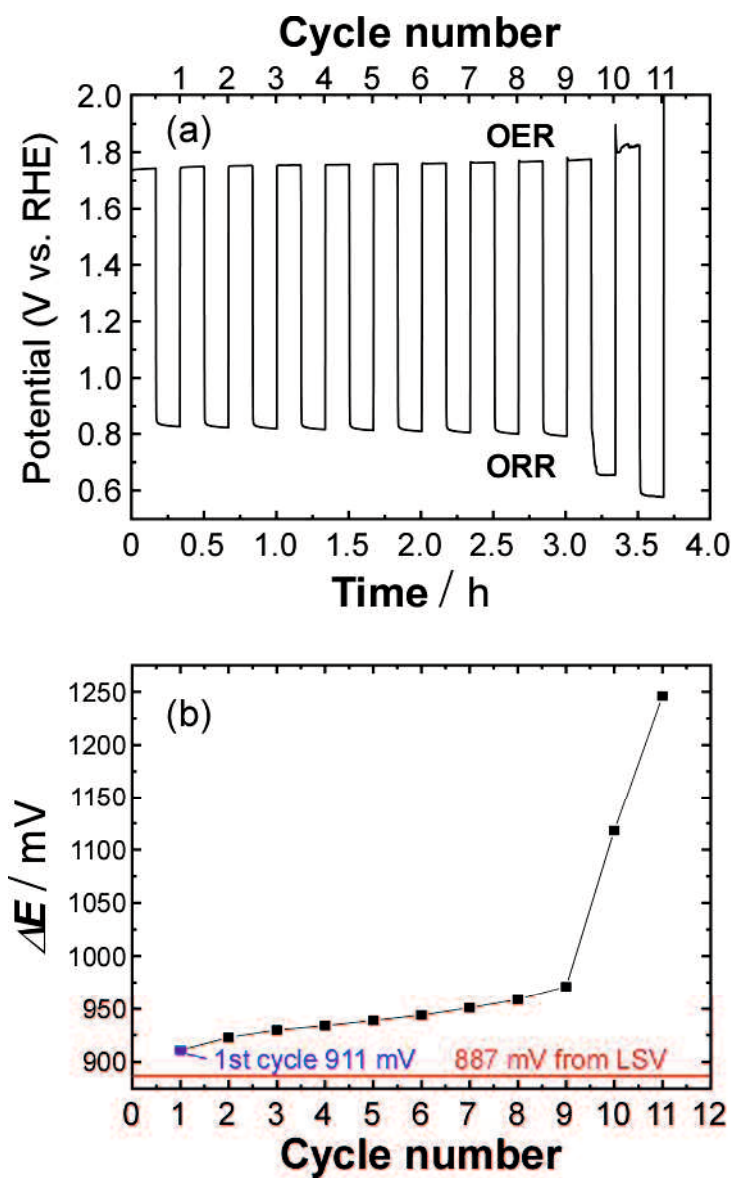 Cycle number
1 2 3 4 5 6 7 8 9 10 11
2.0
(a)
OER
1.8
1.6
1.4
1.2
1.0
0.8
ORR
0.6
Potential (V vs. RHE)
0 0.5 1.0 1.5 2.0 2.5 3.0 3.5 4.0
Time / h
1250
(b)
1200
1150
1100
1050
1000
950
900
ΔE / mV
1st cycle 911 mV
887 mV from LSV
0 1 2 3 4 5 6 7 8 9 10 11 12
Cycle number